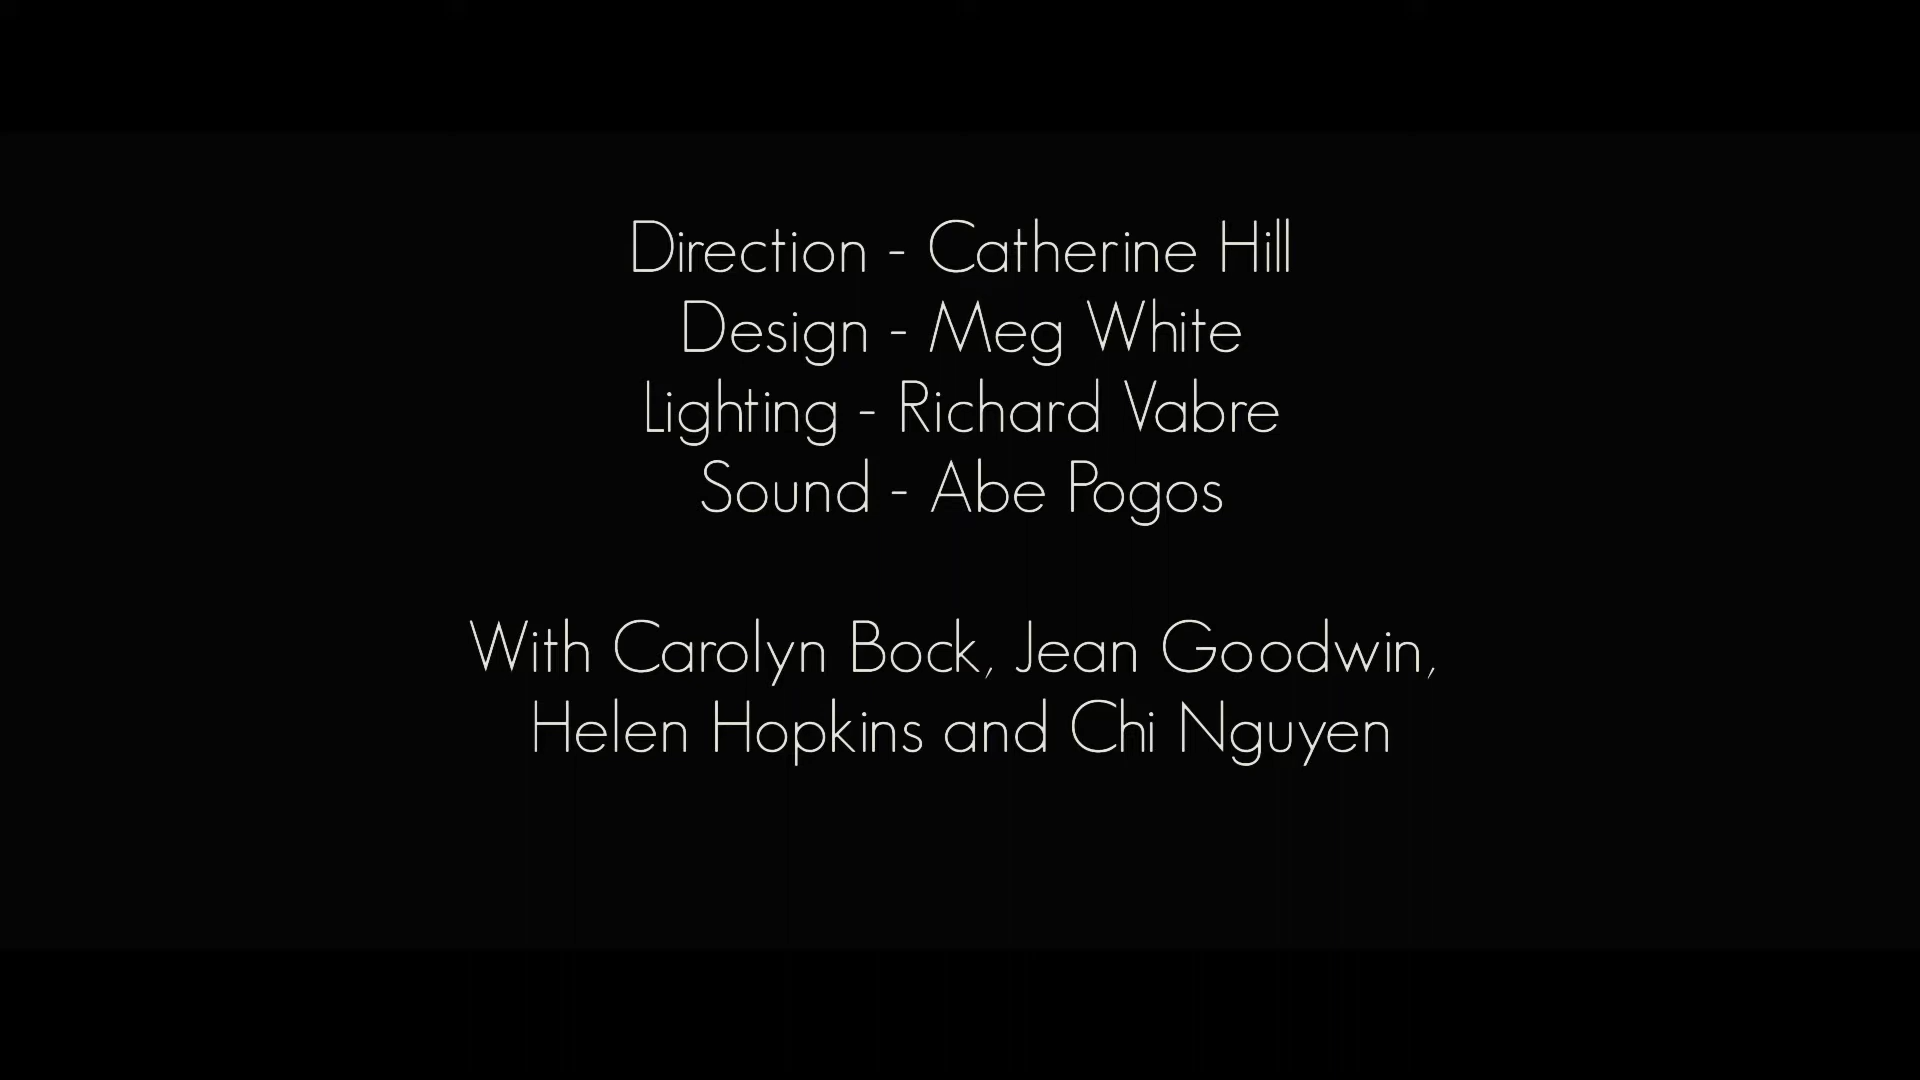 Direction - Catherine Hill
Design - Meg White
Lighting - Richard Vabre
Sound - Abe Pogos
With Carolyn Bock, Jean Goodwin,
Helen Hopkins and Chi Nguyen